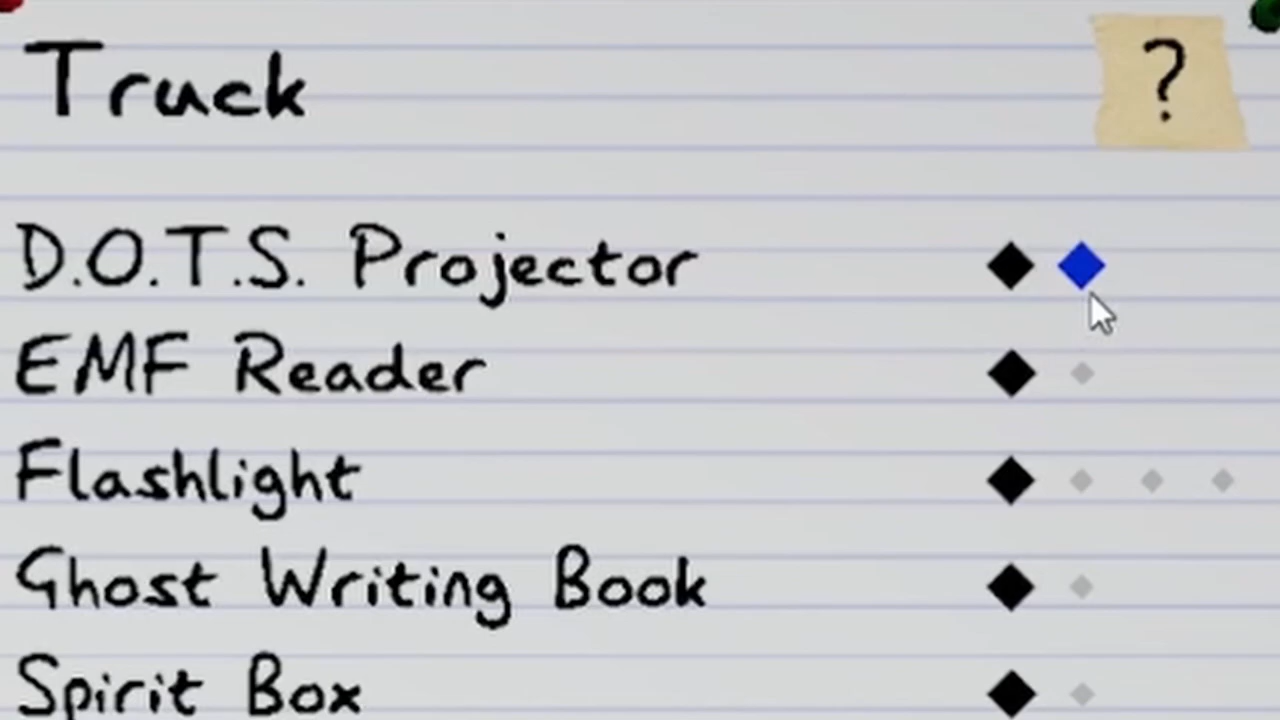 Truck
?
D.O.T.S. Projector
EMF Reader
Flashlight
Ghost Writing Book
Spirit Box